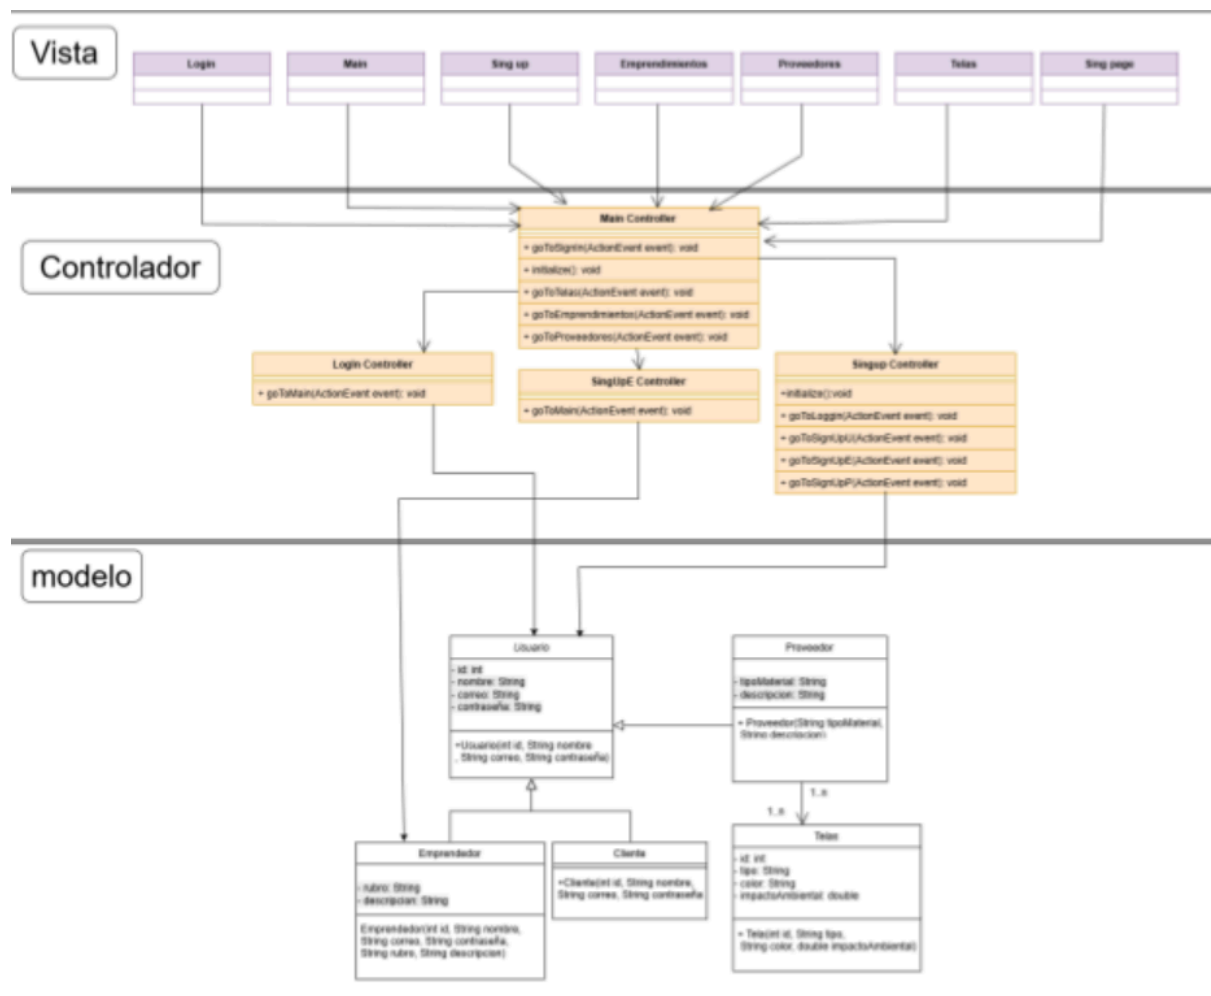 Vista
Login
Main
Sing up
Emprendimientos
Proveedores
Telas
Sing page
Controlador
Main Controller
+ goToSignIn(ActionEvent event): void
+ initialize(): void
+ goToTelas(ActionEvent event): void
+ goToEmprendimientos(ActionEvent event): void
+ goToProveedores(ActionEvent event): void
Login Controller
+ goToMain(ActionEvent event): void
SingUpE Controller
+ goToMain(ActionEvent event): void
Singup Controller
+initialize():void
+ goToLoggin(ActionEvent event): void
+ goToSignUpU(ActionEvent event): void
+ goToSignUpE(ActionEvent event): void
+ goToSignUpP(ActionEvent event): void
modelo
Usuario
- id: int
- nombre: String
- correo: String
- contraseña: String
+Usuario(int id, String nombre
, String correo, String contraseña)
Proveedor
- tipoMaterial: String
- descripcion: String
+ Proveedor(String tipoMaterial,
String descripcion)
1..n
1..n
Emprendedor
- rubro: String
- descripcion: String
Emprendedor(int id, String nombre,
String correo, String contraseña,
String rubro, String descripcion)
Cliente
+Cliente(int id, String nombre,
String correo, String contraseña
Telas
- id: int
- tipo: String
- color: String
- impactoAmbiental: double
+ Tela(int id, String tipo,
String color, double impactoAmbiental)